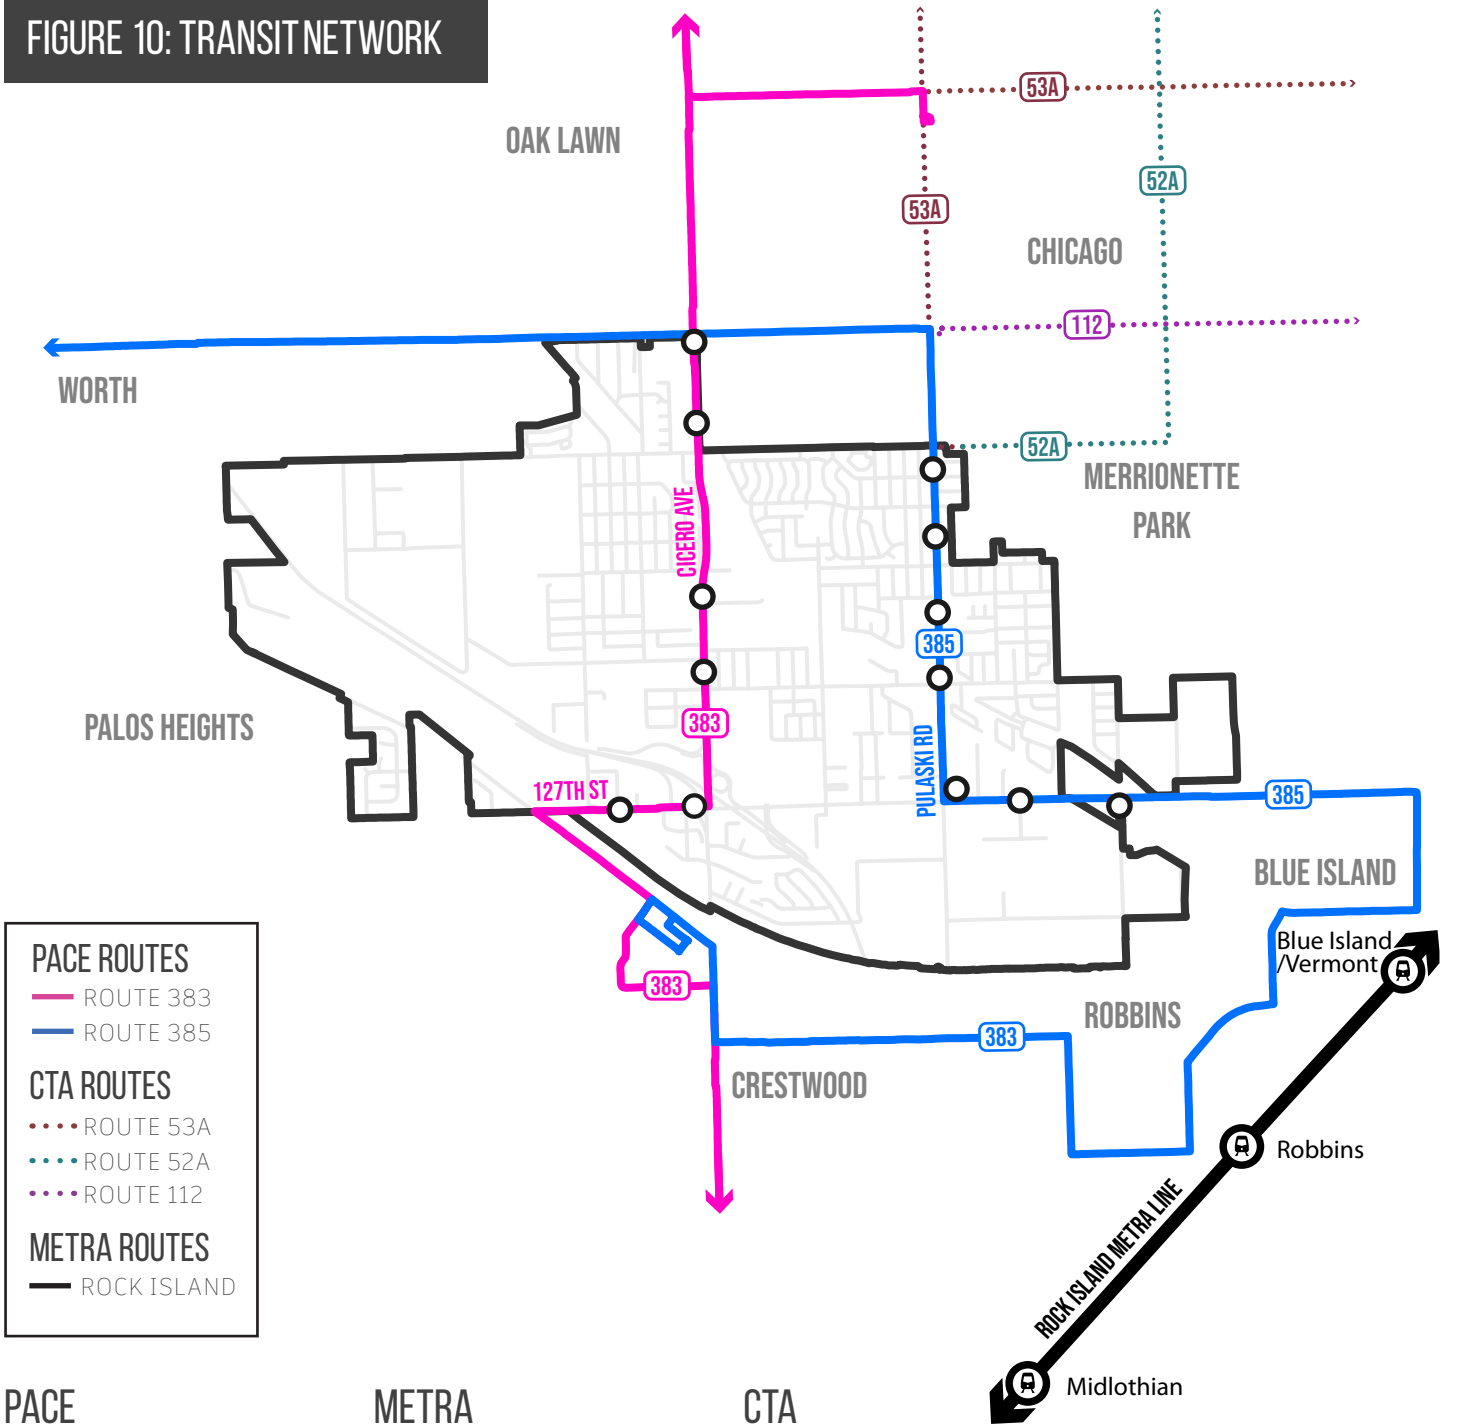 FIGURE 10: TRANSIT NETWORK
53A
OAK LAWN
52A
53A
CHICAGO
112
WORTH
52A
MERRIONETTE
PARK
CICERO AVE
385
PALOS HEIGHTS
383
PULASKI RD
127TH ST
385
BLUE ISLAND
PACE ROUTES
ROUTE 383
ROUTE 385
CTA ROUTES
ROUTE 53A
ROUTE 52A
ROUTE 112
METRA ROUTES
ROCK ISLAND
Blue Island
/Vermont
383
ROBBINS
383
CRESTWOOD
Robbins
ROCK ISLAND METRA LINE
Midlothian
PACE
METRA
CTA